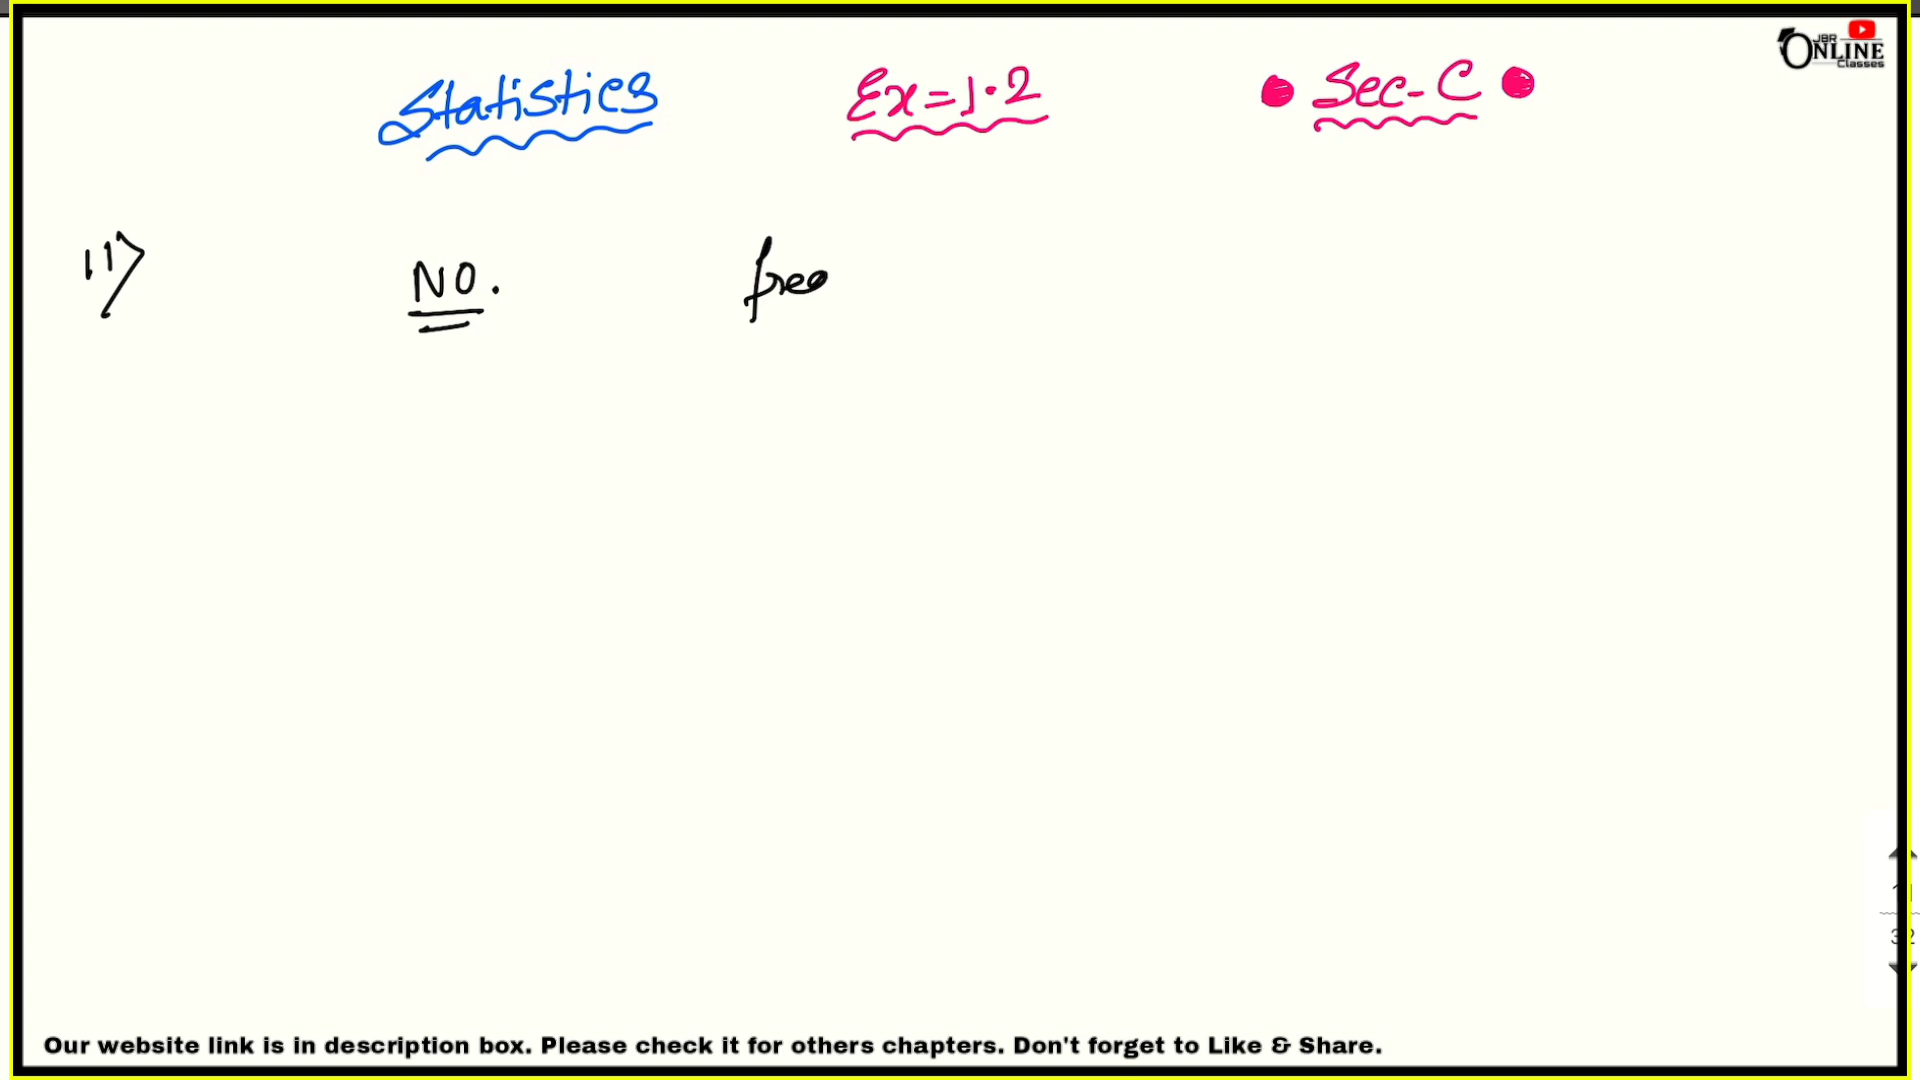 JBR
ONLINE
Classes
Statistics Ex=1.2 Sec-C
11) NO. free
Our website link is in description box. Please check it for others chapters. Don't forget to Like & Share.